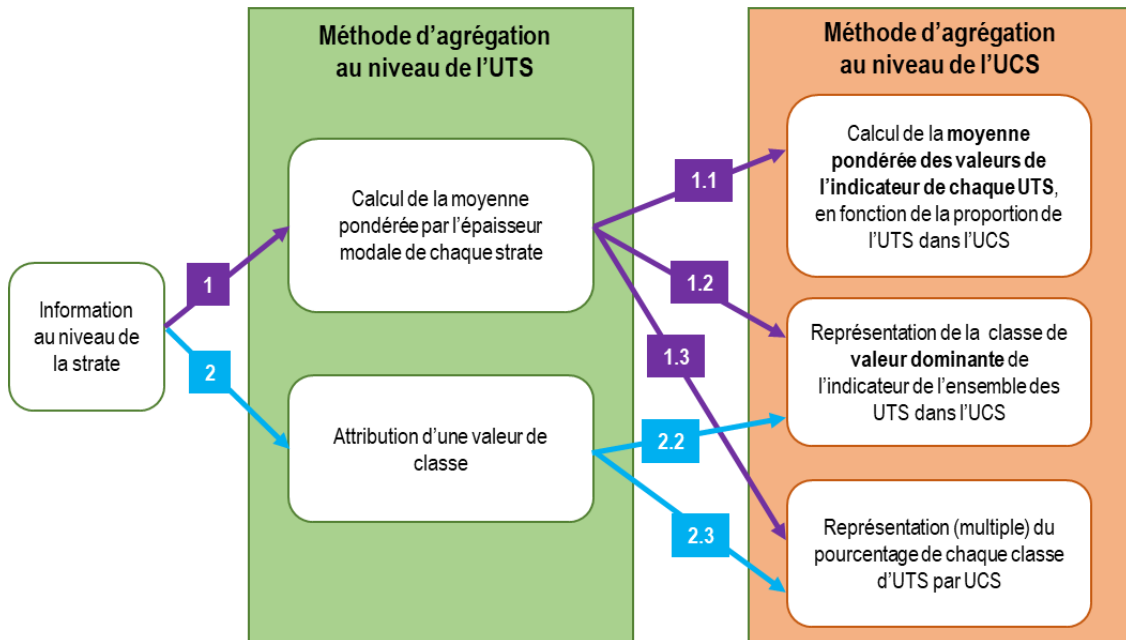 Méthode d’agrégation
au niveau de l’UTS
Méthode d’agrégation
au niveau de l’UCS
Information
au niveau de
la strate
1
2
Calcul de la moyenne
pondérée par l’épaisseur
modale de chaque strate
Attribution d’une valeur de
classe
1.1
1.2
1.3
2.2
2.3
Calcul de la moyenne
pondérée des valeurs de
l’indicateur de chaque UTS,
en fonction de la proportion de
l’UTS dans l’UCS
Représentation de la classe de
valeur dominante de
l’indicateur de l’ensemble des
UTS dans l’UCS
Représentation (multiple) du
pourcentage de chaque classe
d’UTS par UCS